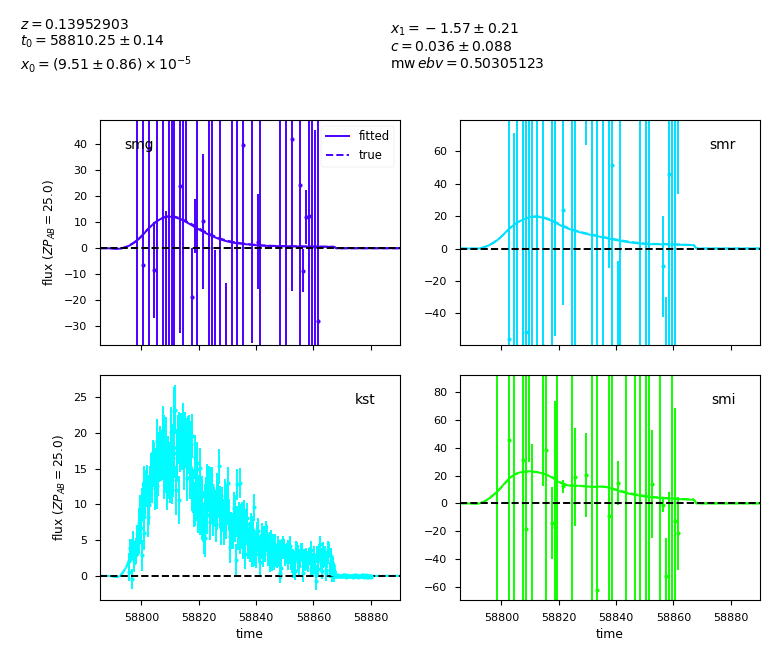 z = 0.13952903
t₀ = 58810.25 ± 0.14
x₀ = (9.51 ± 0.86) × 10⁻⁵
x₁ = −1.57 ± 0.21
c = 0.036 ± 0.088
mw ebv = 0.50305123
smg
fitted
true
40
30
20
10
0
−10
−20
−30
flux (ZP_AB = 25.0)
smr
60
40
20
0
−20
−40
kst
25
20
15
10
5
0
flux (ZP_AB = 25.0)
58800 58820 58840 58860 58880
time
smi
80
60
40
20
0
−20
−40
−60
58800 58820 58840 58860 58880
time